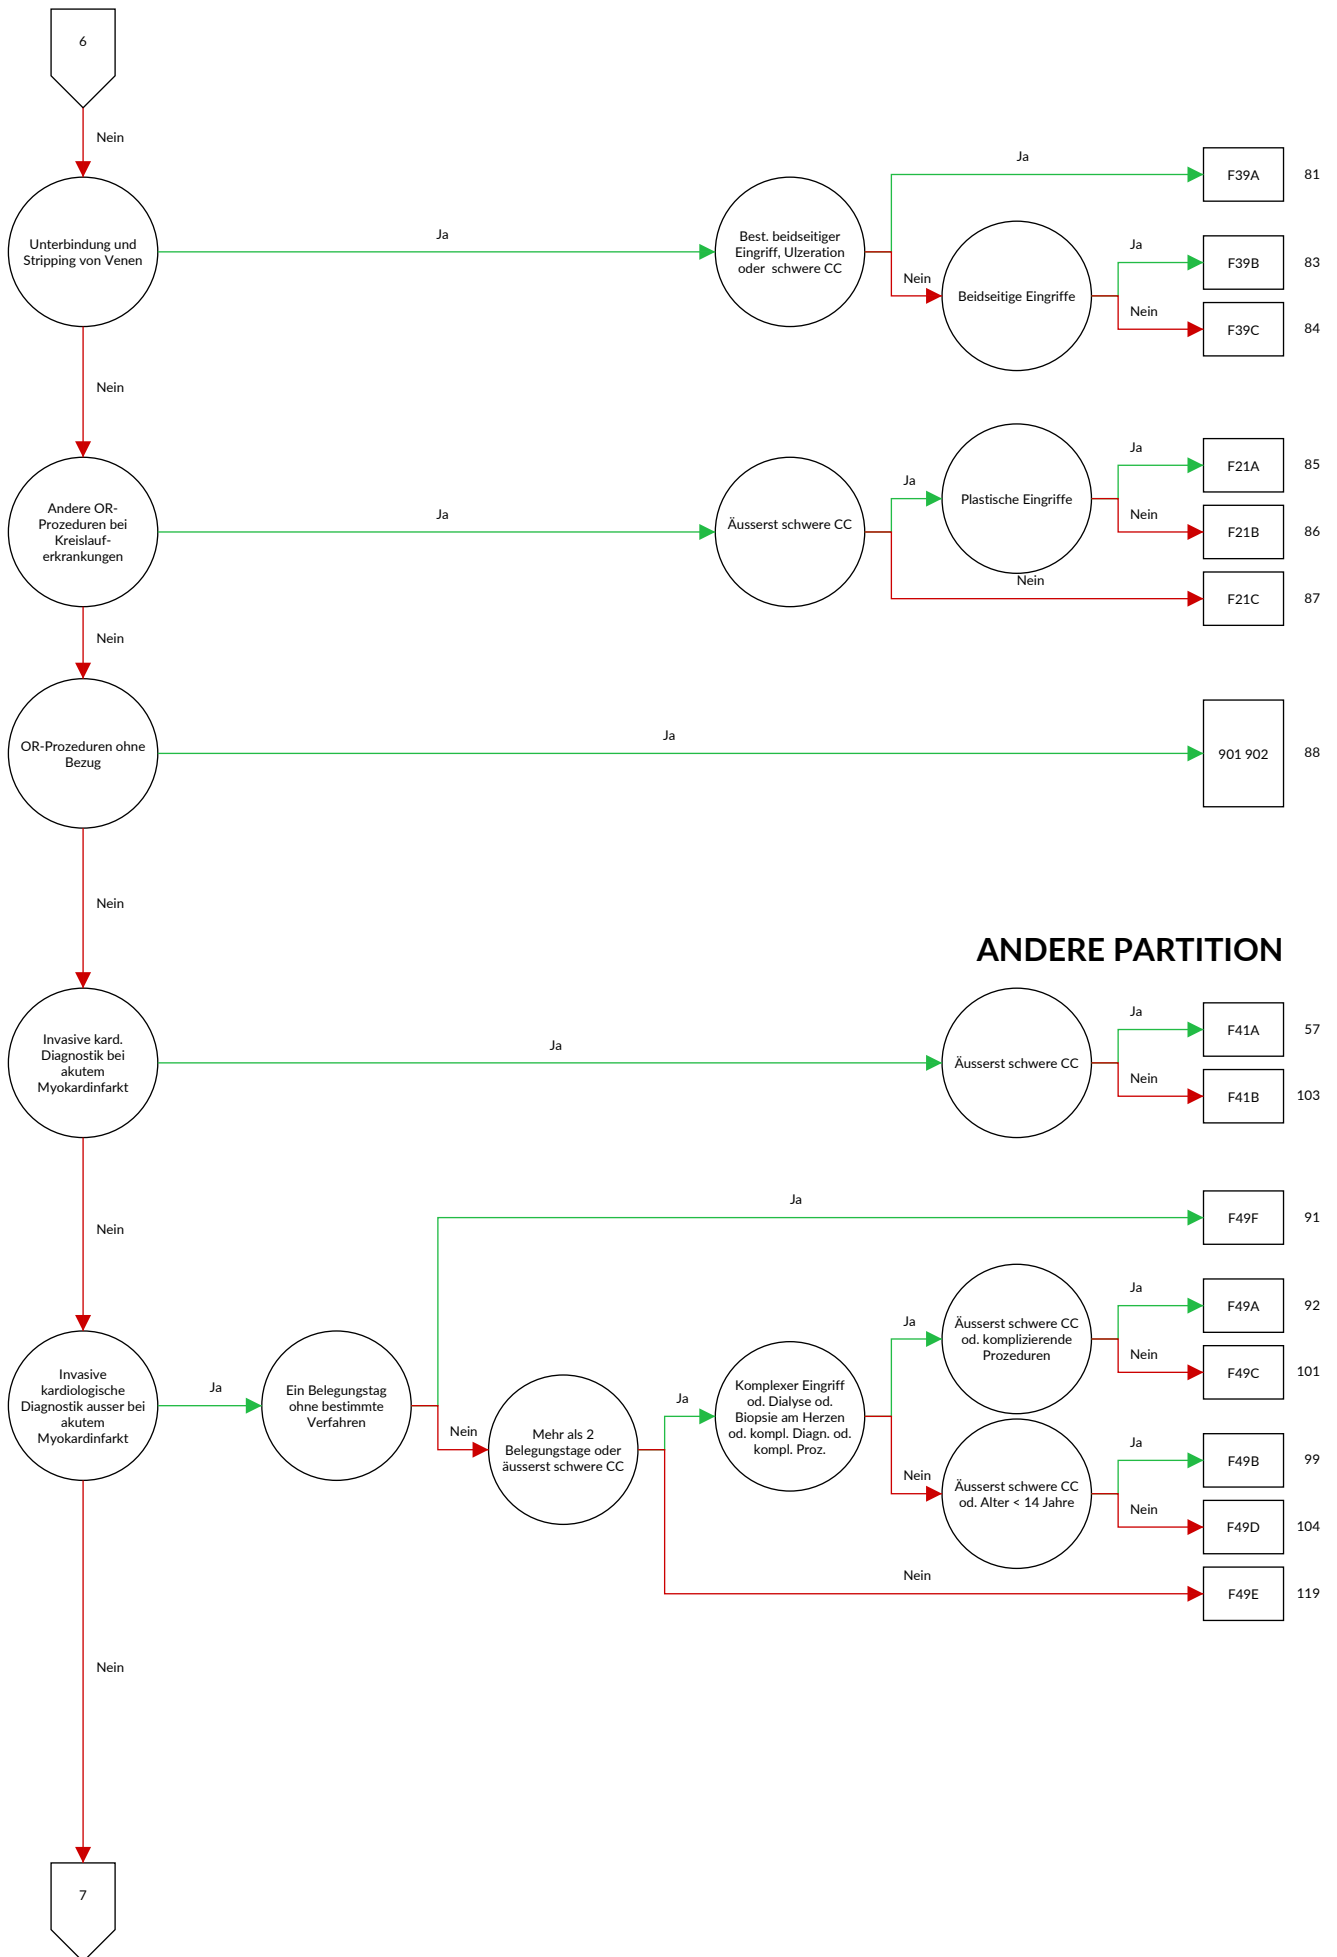 6
Nein
Unterbindung und
Stripping von Venen
Ja
Best. beidseitiger
Eingriff, Ulzeration
oder schwere CC
Ja
F39A
81
Nein
Beidseitige Eingriffe
Ja
F39B
83
Nein
F39C
84
Nein
Andere OR-
Prozeduren bei
Kreislauf-
erkrankungen
Ja
Äusserst schwere CC
Ja
Plastische Eingriffe
Ja
F21A
85
Nein
F21B
86
Nein
F21C
87
Nein
OR-Prozeduren ohne
Bezug
Ja
901 902
88
Nein
ANDERE PARTITION
Invasive kard.
Diagnostik bei
akutem
Myokardinfarkt
Ja
Äusserst schwere CC
Ja
F41A
57
Nein
F41B
103
Nein
Invasive
kardiologische
Diagnostik ausser bei
akutem
Myokardinfarkt
Ja
Ein Belegungstag
ohne bestimmte
Verfahren
Ja
F49F
91
Nein
Mehr als 2
Belegungstage oder
äusserst schwere CC
Ja
Komplexer Eingriff
od. Dialyse od.
Biopsie am Herzen
od. kompl. Diagn. od.
kompl. Proz.
Ja
Äusserst schwere CC
od. komplizierende
Prozeduren
Ja
F49A
92
Nein
F49C
101
Nein
Äusserst schwere CC
od. Alter < 14 Jahre
Ja
F49B
99
Nein
F49D
104
Nein
F49E
119
Nein
7